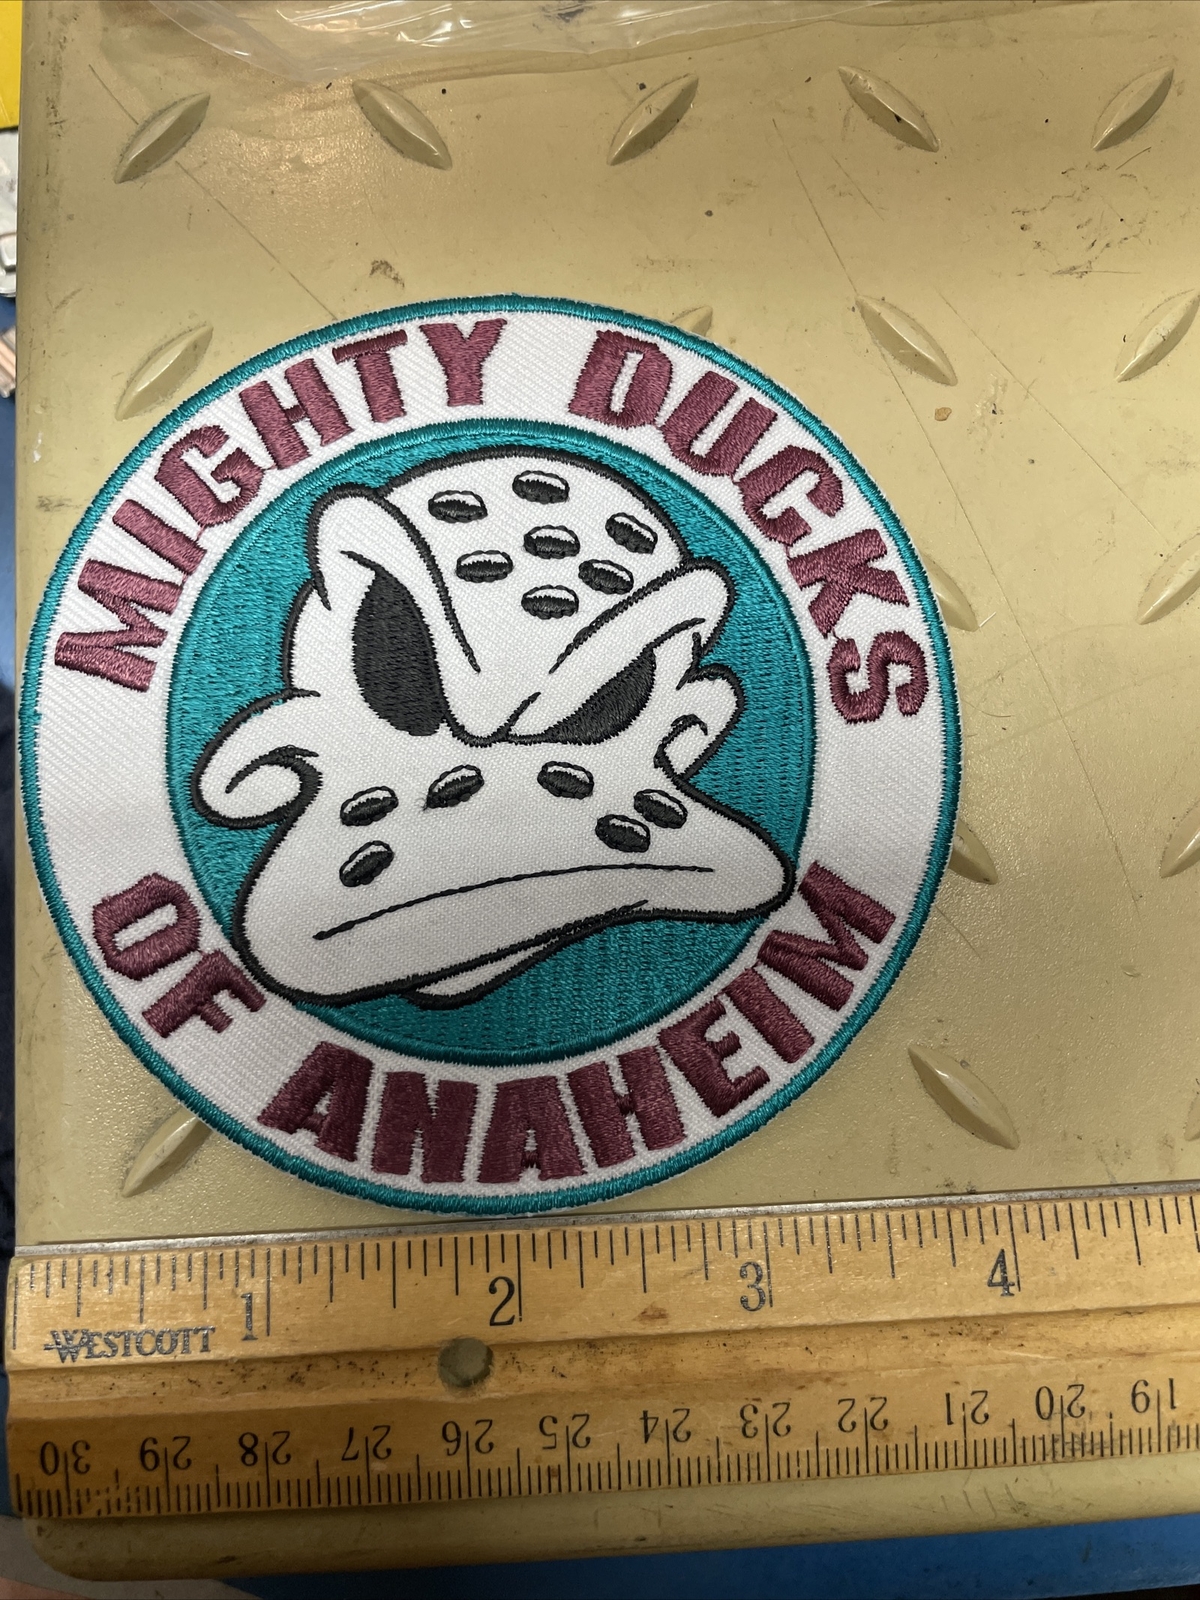 MIGHTY DUCKS
OF ANAHEIM
1 2 3 4
WESTCOTT
30 29 28 27 26 25 24 23 22 21 20 19